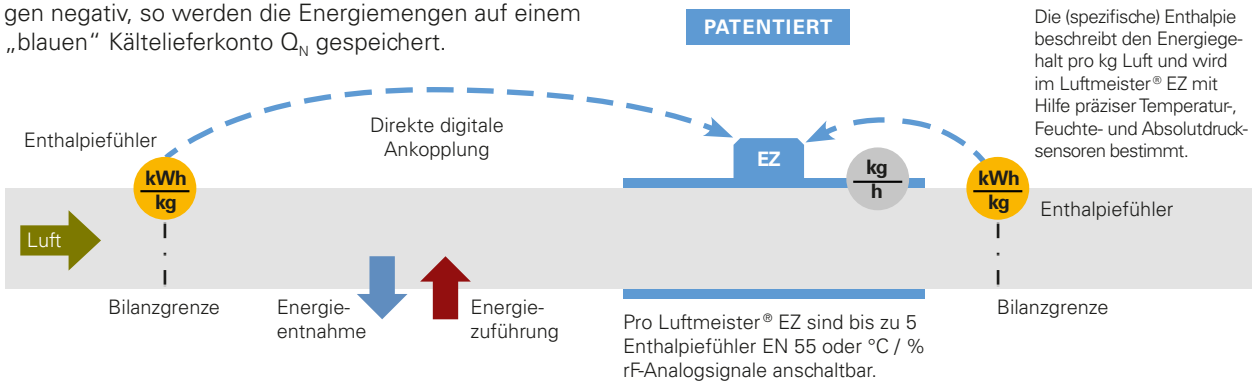 gen negativ, so werden die Energiemengen auf einem
„blauen“ Kältelieferkonto Q_N gespeichert.
PATENTIERT
Die (spezifische) Enthalpie
beschreibt den Energiege-
halt pro kg Luft und wird
im Luftmeister® EZ mit
Hilfe präziser Temperatur-,
Feuchte- und Absolutdruck-
sensoren bestimmt.
Enthalpiefühler
Direkte digitale
Ankopplung
EZ
kWh
kg
kg
h
kWh
kg
Enthalpiefühler
Luft
Bilanzgrenze
Energie-
entnahme
Energie-
zuführung
Bilanzgrenze
Pro Luftmeister® EZ sind bis zu 5
Enthalpiefühler EN 55 oder °C / %
rF-Analogsignale anschaltbar.